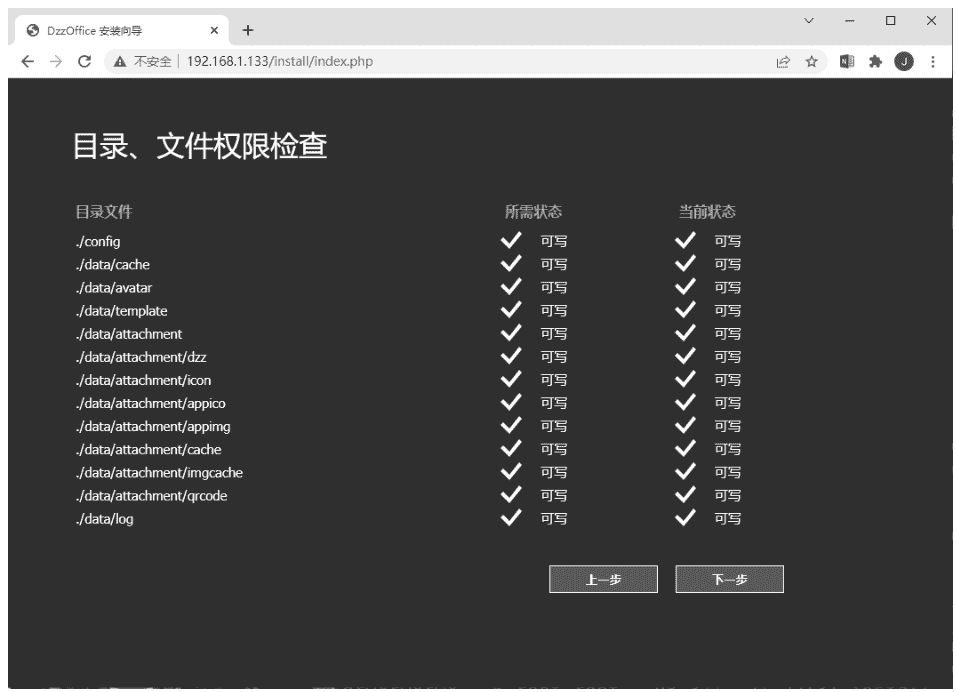 DzzOffice 安装向导
不安全 192.168.1.133/install/index.php
J
目录、文件权限检查
目录文件 所需状态 当前状态
./config 可写 可写
./data/cache 可写 可写
./data/avatar 可写 可写
./data/template 可写 可写
./data/attachment 可写 可写
./data/attachment/dzz 可写 可写
./data/attachment/icon 可写 可写
./data/attachment/appico 可写 可写
./data/attachment/appimg 可写 可写
./data/attachment/cache 可写 可写
./data/attachment/imgcache 可写 可写
./data/attachment/qrcode 可写 可写
./data/log 可写 可写
上一步 下一步